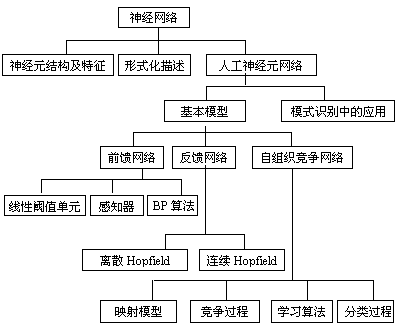 神经网络
神经元结构及特征
形式化描述
人工神经元网络
基本模型
模式识别中的应用
前馈网络
反馈网络
自组织竞争网络
线性阈值单元
感知器
BP 算法
离散 Hopfield
连续 Hopfield
映射模型
竞争过程
学习算法
分类过程